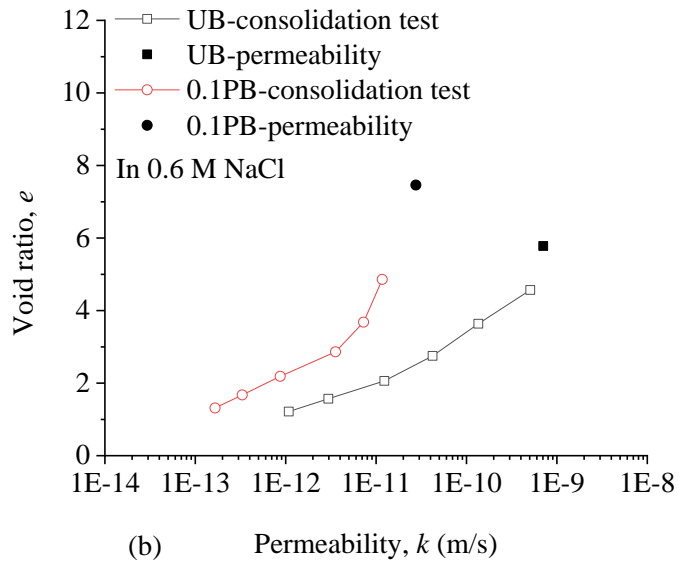 UB-consolidation test
UB-permeability
0.1PB-consolidation test
0.1PB-permeability
In 0.6 M NaCl
Void ratio, e
12
10
8
6
4
2
0
1E-14 1E-13 1E-12 1E-11 1E-10 1E-9 1E-8
(b) Permeability, k (m/s)